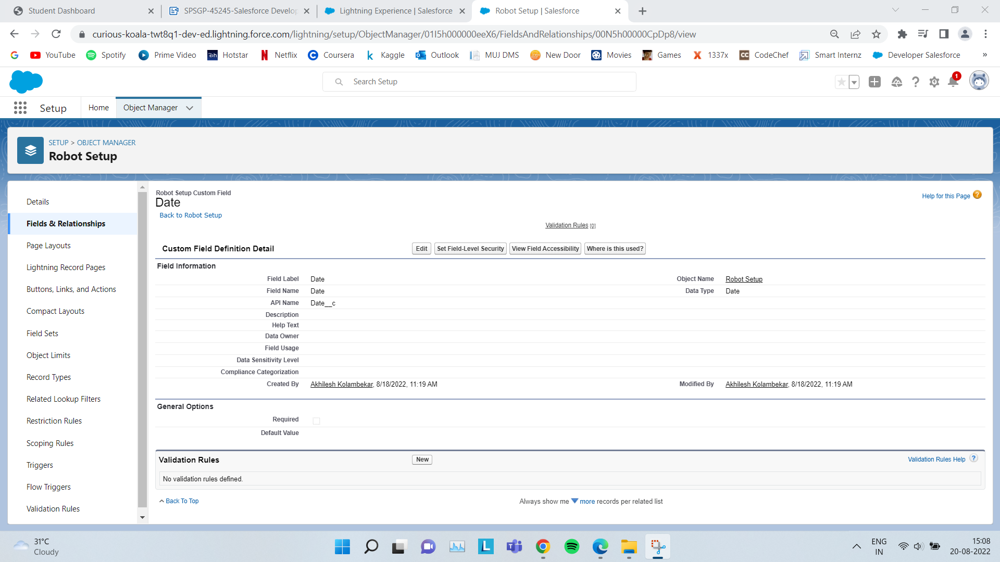 Student Dashboard
SPSGP-45245-Salesforce Develop
Lightning Experience | Salesforce
Robot Setup | Salesforce
curious-koala-twt8q1-dev-ed.lightning.force.com/lightning/setup/ObjectManager/01I5h000000eeX6/FieldsAndRelationships/00N5h00000CpDp8/view
YouTube
Spotify
Prime Video
Hotstar
Netflix
Coursera
Kaggle
Outlook
MUJ DMS
New Door
Movies
Games
1337x
CodeChef
Smart Internz
Developer Salesforce
»
Search Setup
1
Setup
Home
Object Manager
SETUP > OBJECT MANAGER
Robot Setup
Details
Fields & Relationships
Page Layouts
Lightning Record Pages
Buttons, Links, and Actions
Compact Layouts
Field Sets
Object Limits
Record Types
Related Lookup Filters
Restriction Rules
Scoping Rules
Triggers
Flow Triggers
Validation Rules
Robot Setup Custom Field
Date
Back to Robot Setup
Help for this Page
Validation Rules [0]
Custom Field Definition Detail
Edit
Set Field-Level Security
View Field Accessibility
Where is this used?
Field Information
Field Label Date
Object Name Robot Setup
Field Name Date
Data Type Date
API Name Date__c
Description
Help Text
Data Owner
Field Usage
Data Sensitivity Level
Compliance Categorization
Created By Akhilesh Kolambekar, 8/18/2022, 11:19 AM
Modified By Akhilesh Kolambekar, 8/18/2022, 11:19 AM
General Options
Required
Default Value
Validation Rules
New
Validation Rules Help ?
No validation rules defined.
Back To Top
Always show me more records per related list
31°C
Cloudy
ENG
IN
15:08
20-08-2022